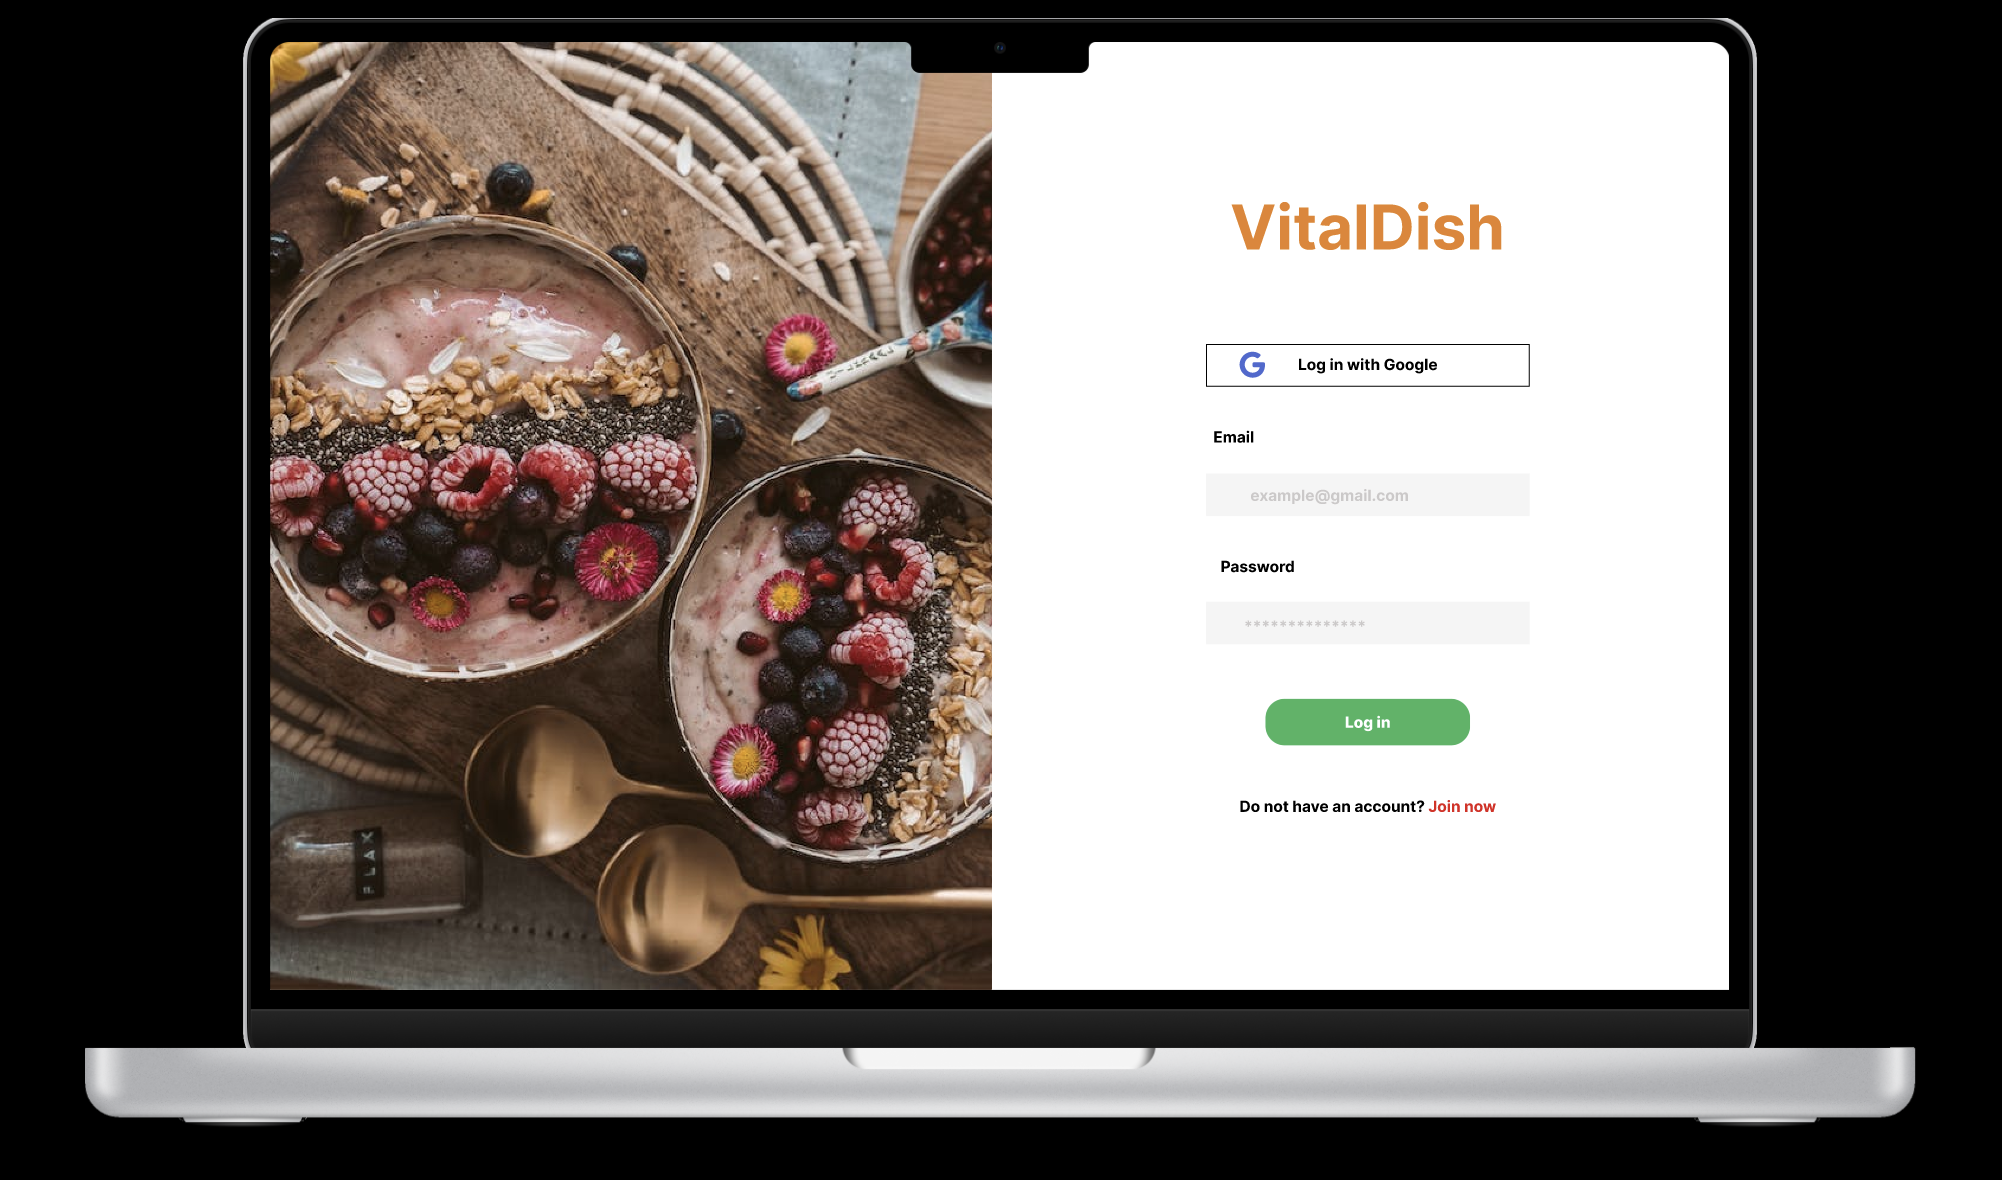 VitalDish
Log in with Google
Email
example@gmail.com
Password
**************
Log in
Do not have an account? Join now
FLAX